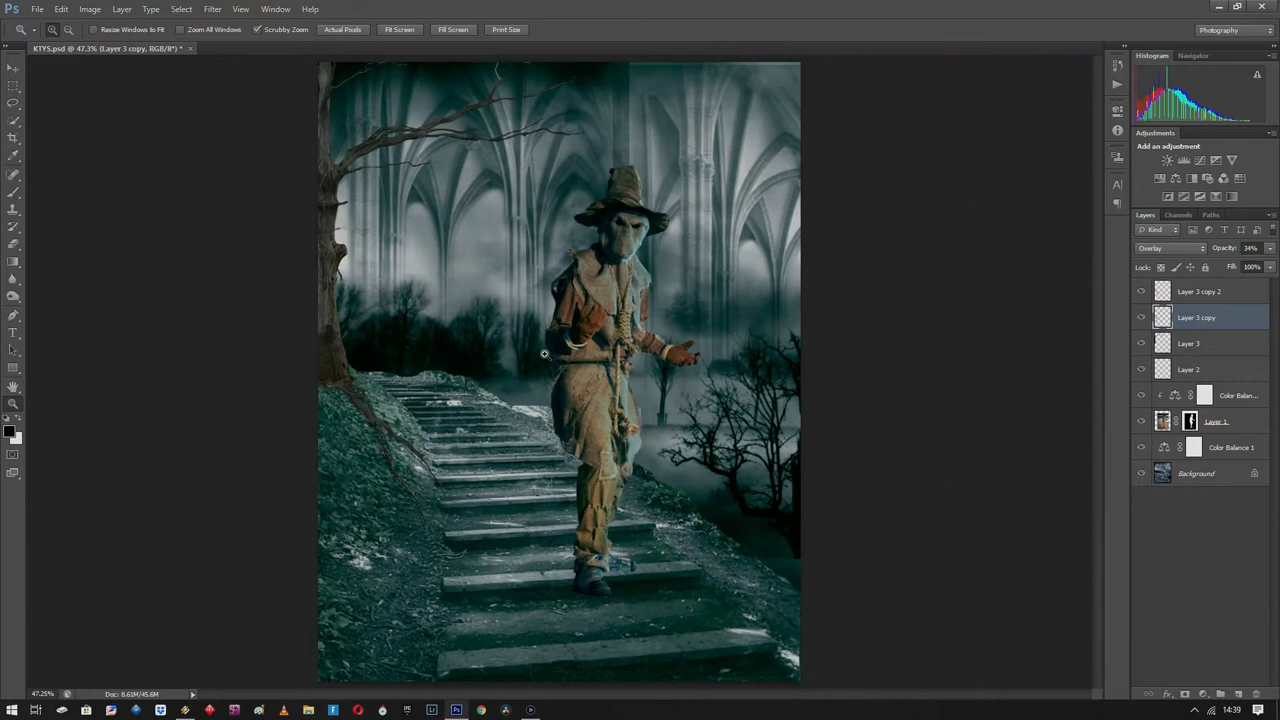 Ps File Edit Image Layer Type Select Filter View Window Help
Resize Windows to Fit Zoom All Windows Scrubby Zoom Actual Pixels Fit Screen Fill Screen Print Size Photography
KTYS.psd @ 47.3% (Layer 3 copy, RGB/8*) * ×
Histogram Navigator
Adjustments
Add an adjustment
Layers Channels Paths
Kind
Overlay Opacity: 34%
Lock: Fill: 100%
Layer 3 copy 2
Layer 3 copy
Layer 3
Layer 2
Color Balan...
Layer 1
Color Balance 1
Background
47.25% Doc: 8.61M/45.6M
14:39